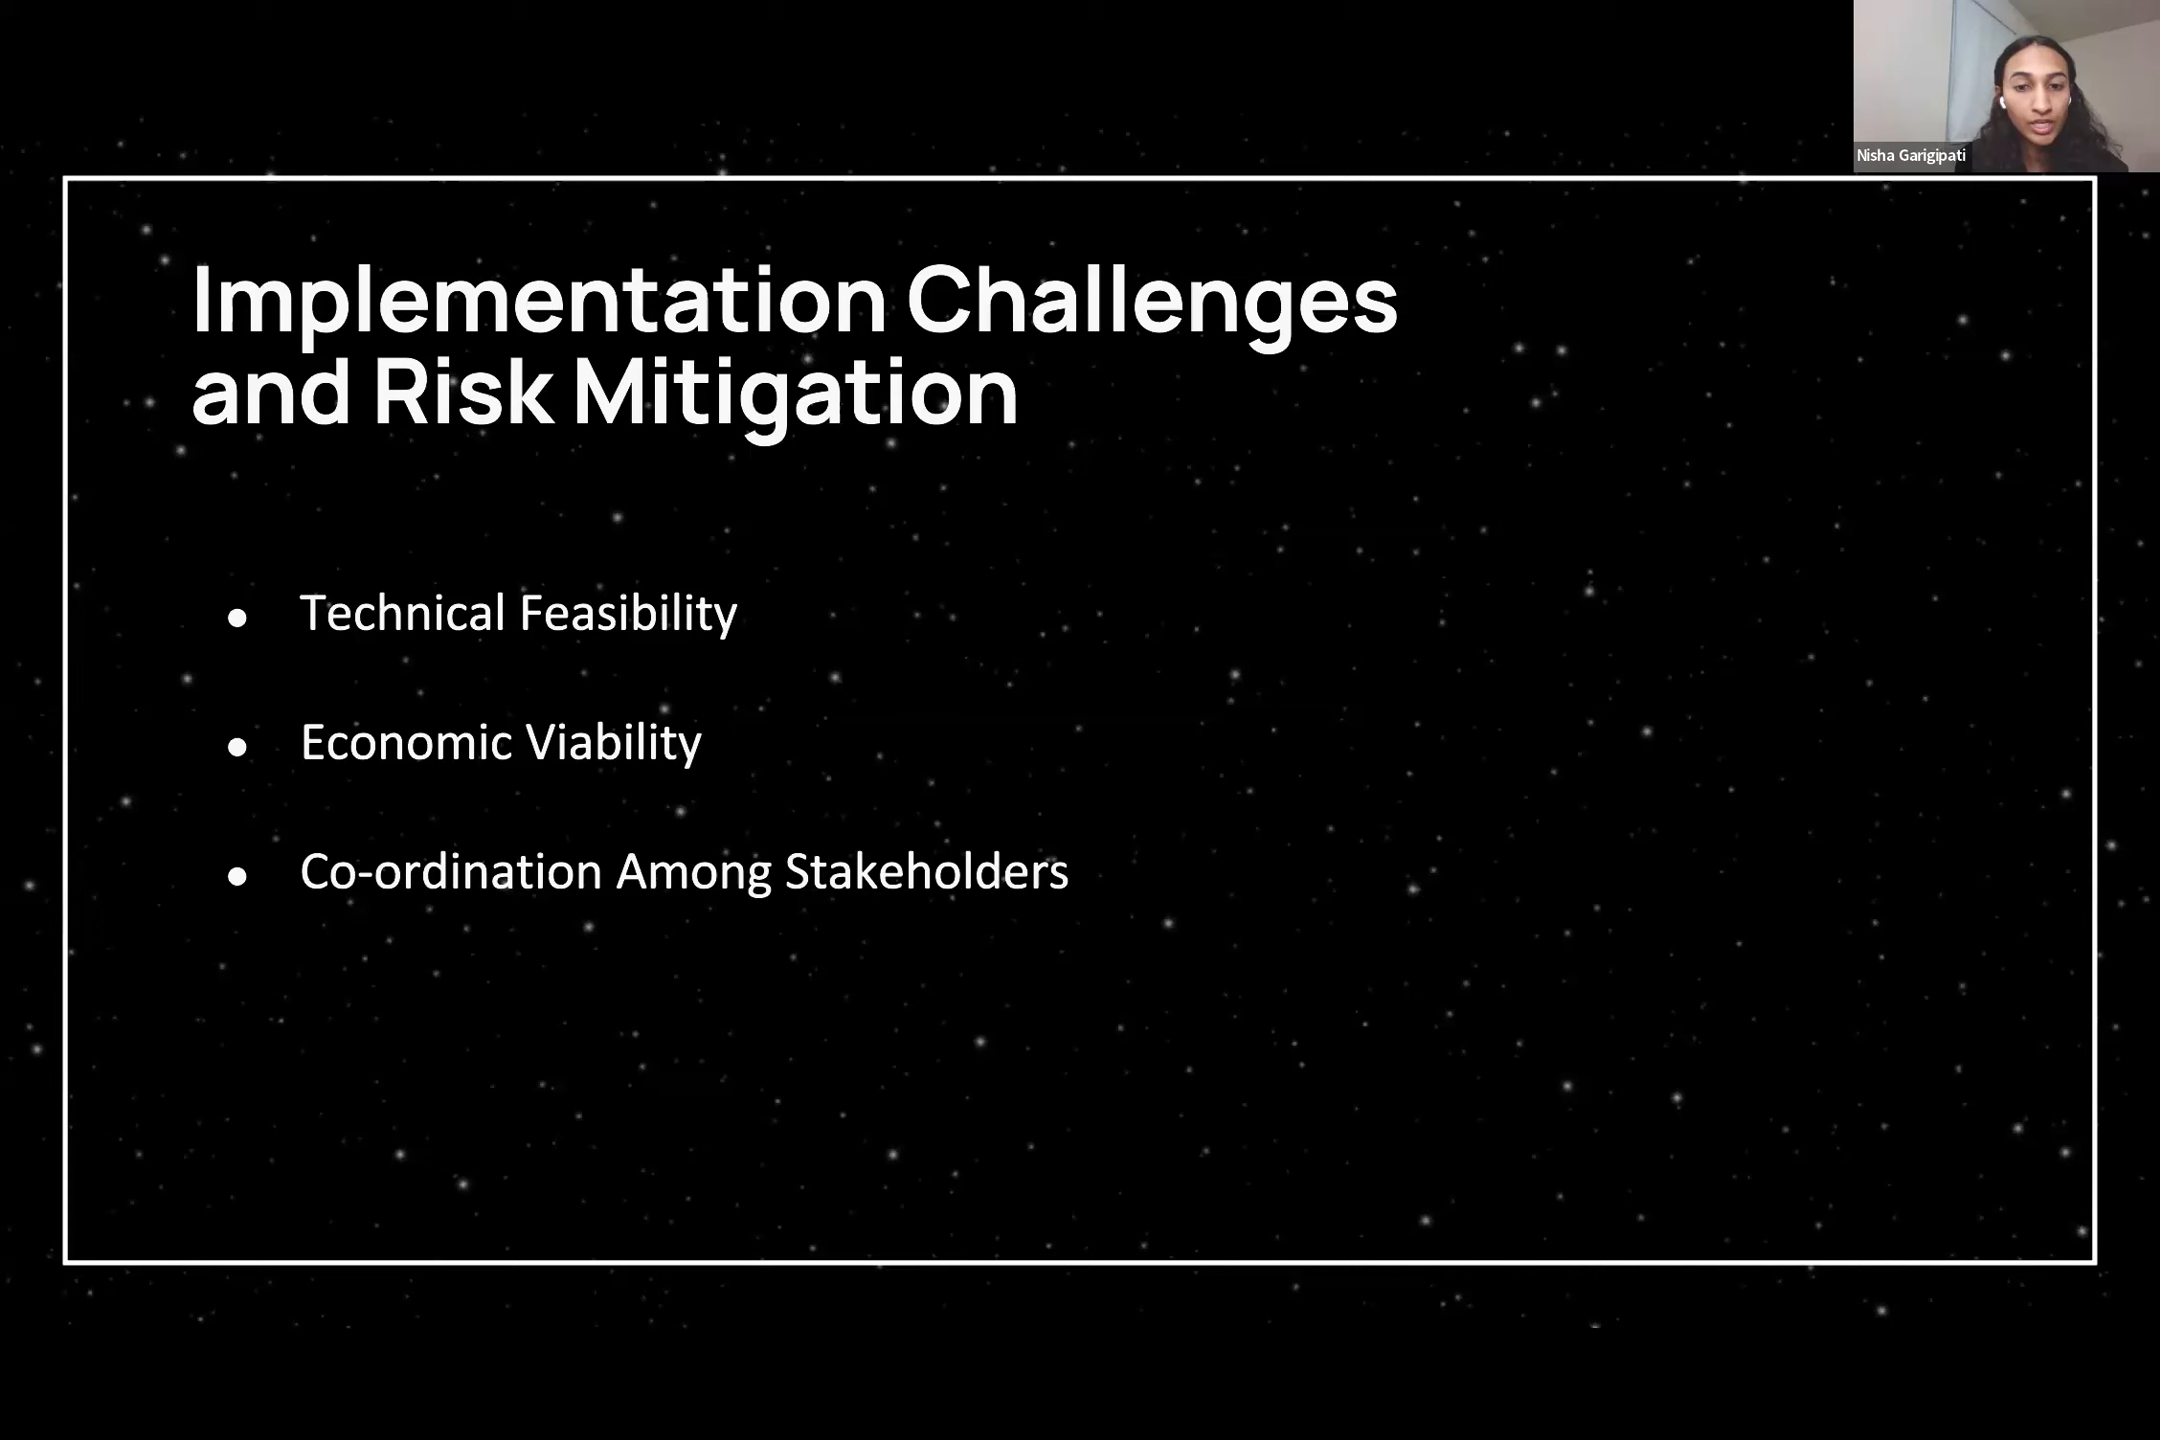 Nisha Garigipati
Implementation Challenges
and Risk Mitigation
• Technical Feasibility
• Economic Viability
• Co-ordination Among Stakeholders